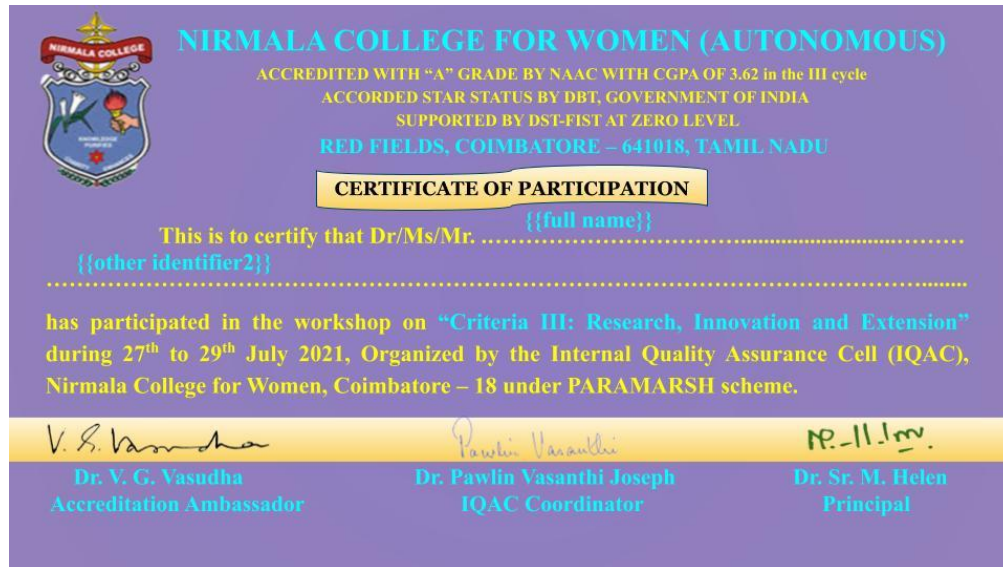 NIRMALA COLLEGE
KNOWLEDGE
PURIFIES
NIRMALA COLLEGE FOR WOMEN (AUTONOMOUS)
ACCREDITED WITH “A” GRADE BY NAAC WITH CGPA OF 3.62 in the III cycle
ACCORDED STAR STATUS BY DBT, GOVERNMENT OF INDIA
SUPPORTED BY DST-FIST AT ZERO LEVEL
RED FIELDS, COIMBATORE – 641018, TAMIL NADU
CERTIFICATE OF PARTICIPATION
{{full name}}
This is to certify that Dr/Ms/Mr. ................................................................
{{other identifier2}}
................................................................................................
has participated in the workshop on “Criteria III: Research, Innovation and Extension”
during 27th to 29th July 2021, Organized by the Internal Quality Assurance Cell (IQAC),
Nirmala College for Women, Coimbatore – 18 under PARAMARSH scheme.
V. G. Vasudha
Pawlin Vasanthi
Dr. V. G. Vasudha
Dr. Pawlin Vasanthi Joseph
Dr. Sr. M. Helen
Accreditation Ambassador
IQAC Coordinator
Principal